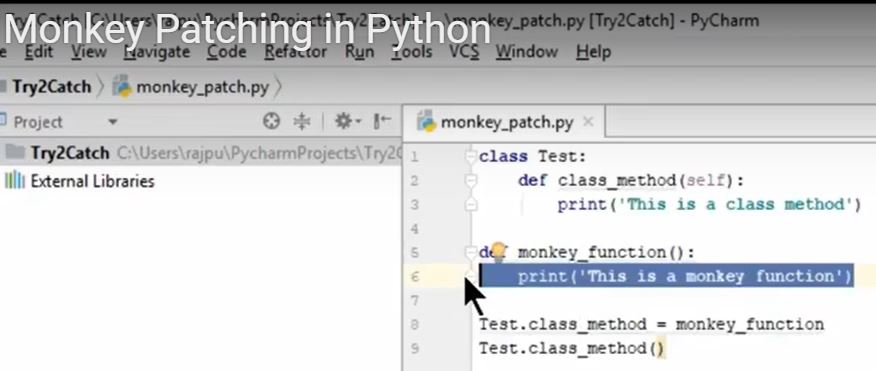 Monkey Patching in Python
\monkey_patch.py [Try2Catch] - PyCharm
Edit View Navigate Code Refactor Run Tools VCS Window Help
Try2Catch monkey_patch.py
Project
monkey_patch.py
Try2Catch C:\Users\rajpu\PycharmProjects\Try2C
External Libraries
1 class Test:
2 def class_method(self):
3 print('This is a class method')
4
5 def monkey_function():
6 print('This is a monkey function')
7
8 Test.class_method = monkey_function
9 Test.class_method()